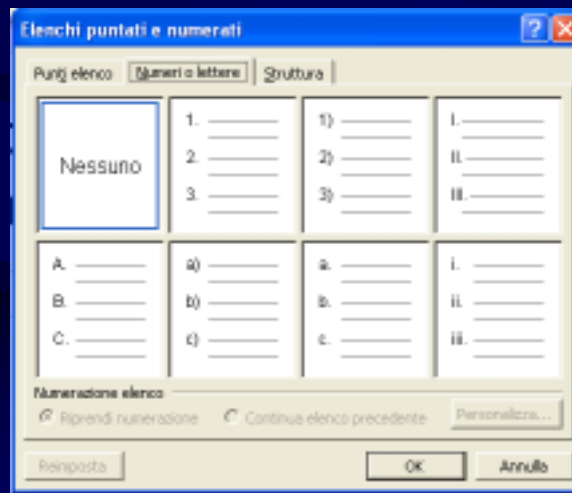 Elenchi puntati e numerati
Punti elenco Numeri o lettere Struttura
Nessuno
1.
2.
3.
1)
2)
3)
I.
II.
III.
A.
B.
C.
a)
b)
c)
a.
b.
c.
i.
ii.
iii.
Numerazione elenco
Riprendi numerazione Continua elenco precedente Personalizza...
Reimposta OK Annulla